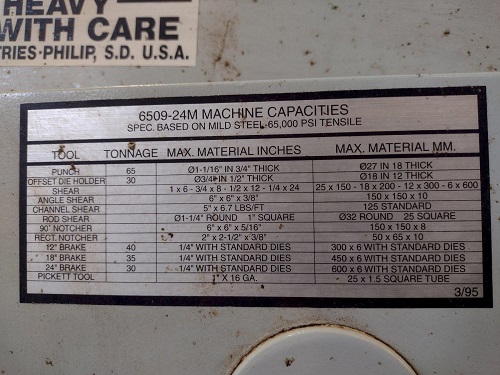 HEAVY
WITH CARE
TRIES·PHILIP, S.D. U.S.A.
6509-24M MACHINE CAPACITIES
SPEC. BASED ON MILD STEEL-65,000 PSI TENSILE
TOOL TONNAGE MAX. MATERIAL INCHES MAX. MATERIAL MM.
PUNCH 65 Ø1-1/16" IN 3/4" THICK Ø27 IN 18 THICK
OFFSET DIE HOLDER 30 Ø3/4" IN 1/2" THICK Ø18 IN 12 THICK
SHEAR 1 x 6 - 3/4 x 8 - 1/2 x 12 - 1/4 x 24 25 x 150 - 18 x 200 - 12 x 300 - 6 x 600
ANGLE SHEAR 6" x 6" x 3/8" 150 x 150 x 10
CHANNEL SHEAR 5" x 6.7 LBS/FT 125 STANDARD
ROD SHEAR Ø1-1/4" ROUND 1" SQUARE Ø32 ROUND 25 SQUARE
90° NOTCHER 6" x 6" x 5/16" 150 x 150 x 8
RECT. NOTCHER 2" x 2-1/2" x 3/8" 50 x 65 x 10
12" BRAKE 40 1/4" WITH STANDARD DIES 300 x 6 WITH STANDARD DIES
18" BRAKE 35 1/4" WITH STANDARD DIES 450 x 6 WITH STANDARD DIES
24" BRAKE 30 1/4" WITH STANDARD DIES 600 x 6 WITH STANDARD DIES
PICKETT TOOL 1" X 16 GA. 25 x 1.5 SQUARE TUBE
3/95